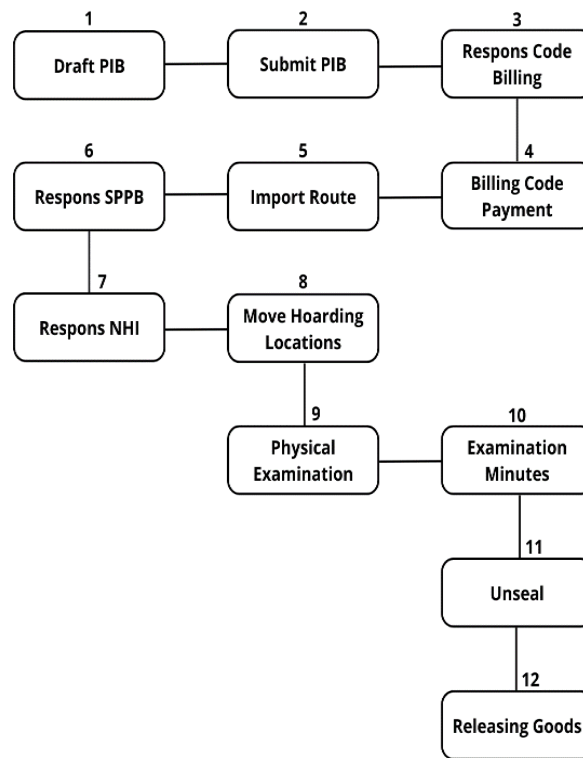 1
Draft PIB
2
Submit PIB
3
Respons Code
Billing
4
Billing Code
Payment
5
Import Route
6
Respons SPPB
7
Respons NHI
8
Move Hoarding
Locations
9
Physical
Examination
10
Examination
Minutes
11
Unseal
12
Releasing Goods